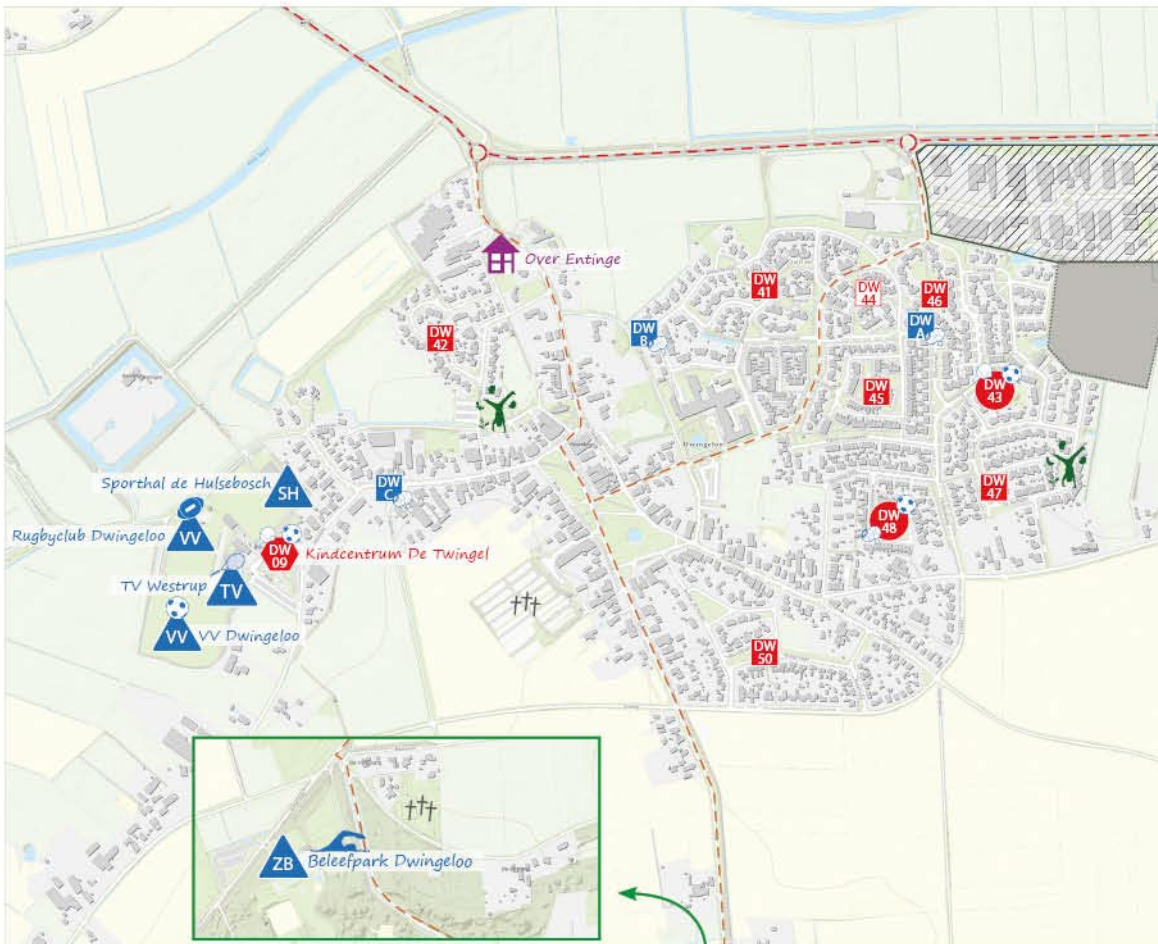 Over Entinge
DW
41
DW
44
DW
46
DW
42
DW
B
DW
A
DW
45
DW
43
Dwingeloo
Sporthal de Hulsebosch
SH
DW
C
DW
47
Rugbyclub Dwingeloo
VV
DW
48
DW
09
Kindcentrum De Twingel
TV Westrup
TV
VV
VV Dwingeloo
DW
50
ZB
Beleefpark Dwingeloo